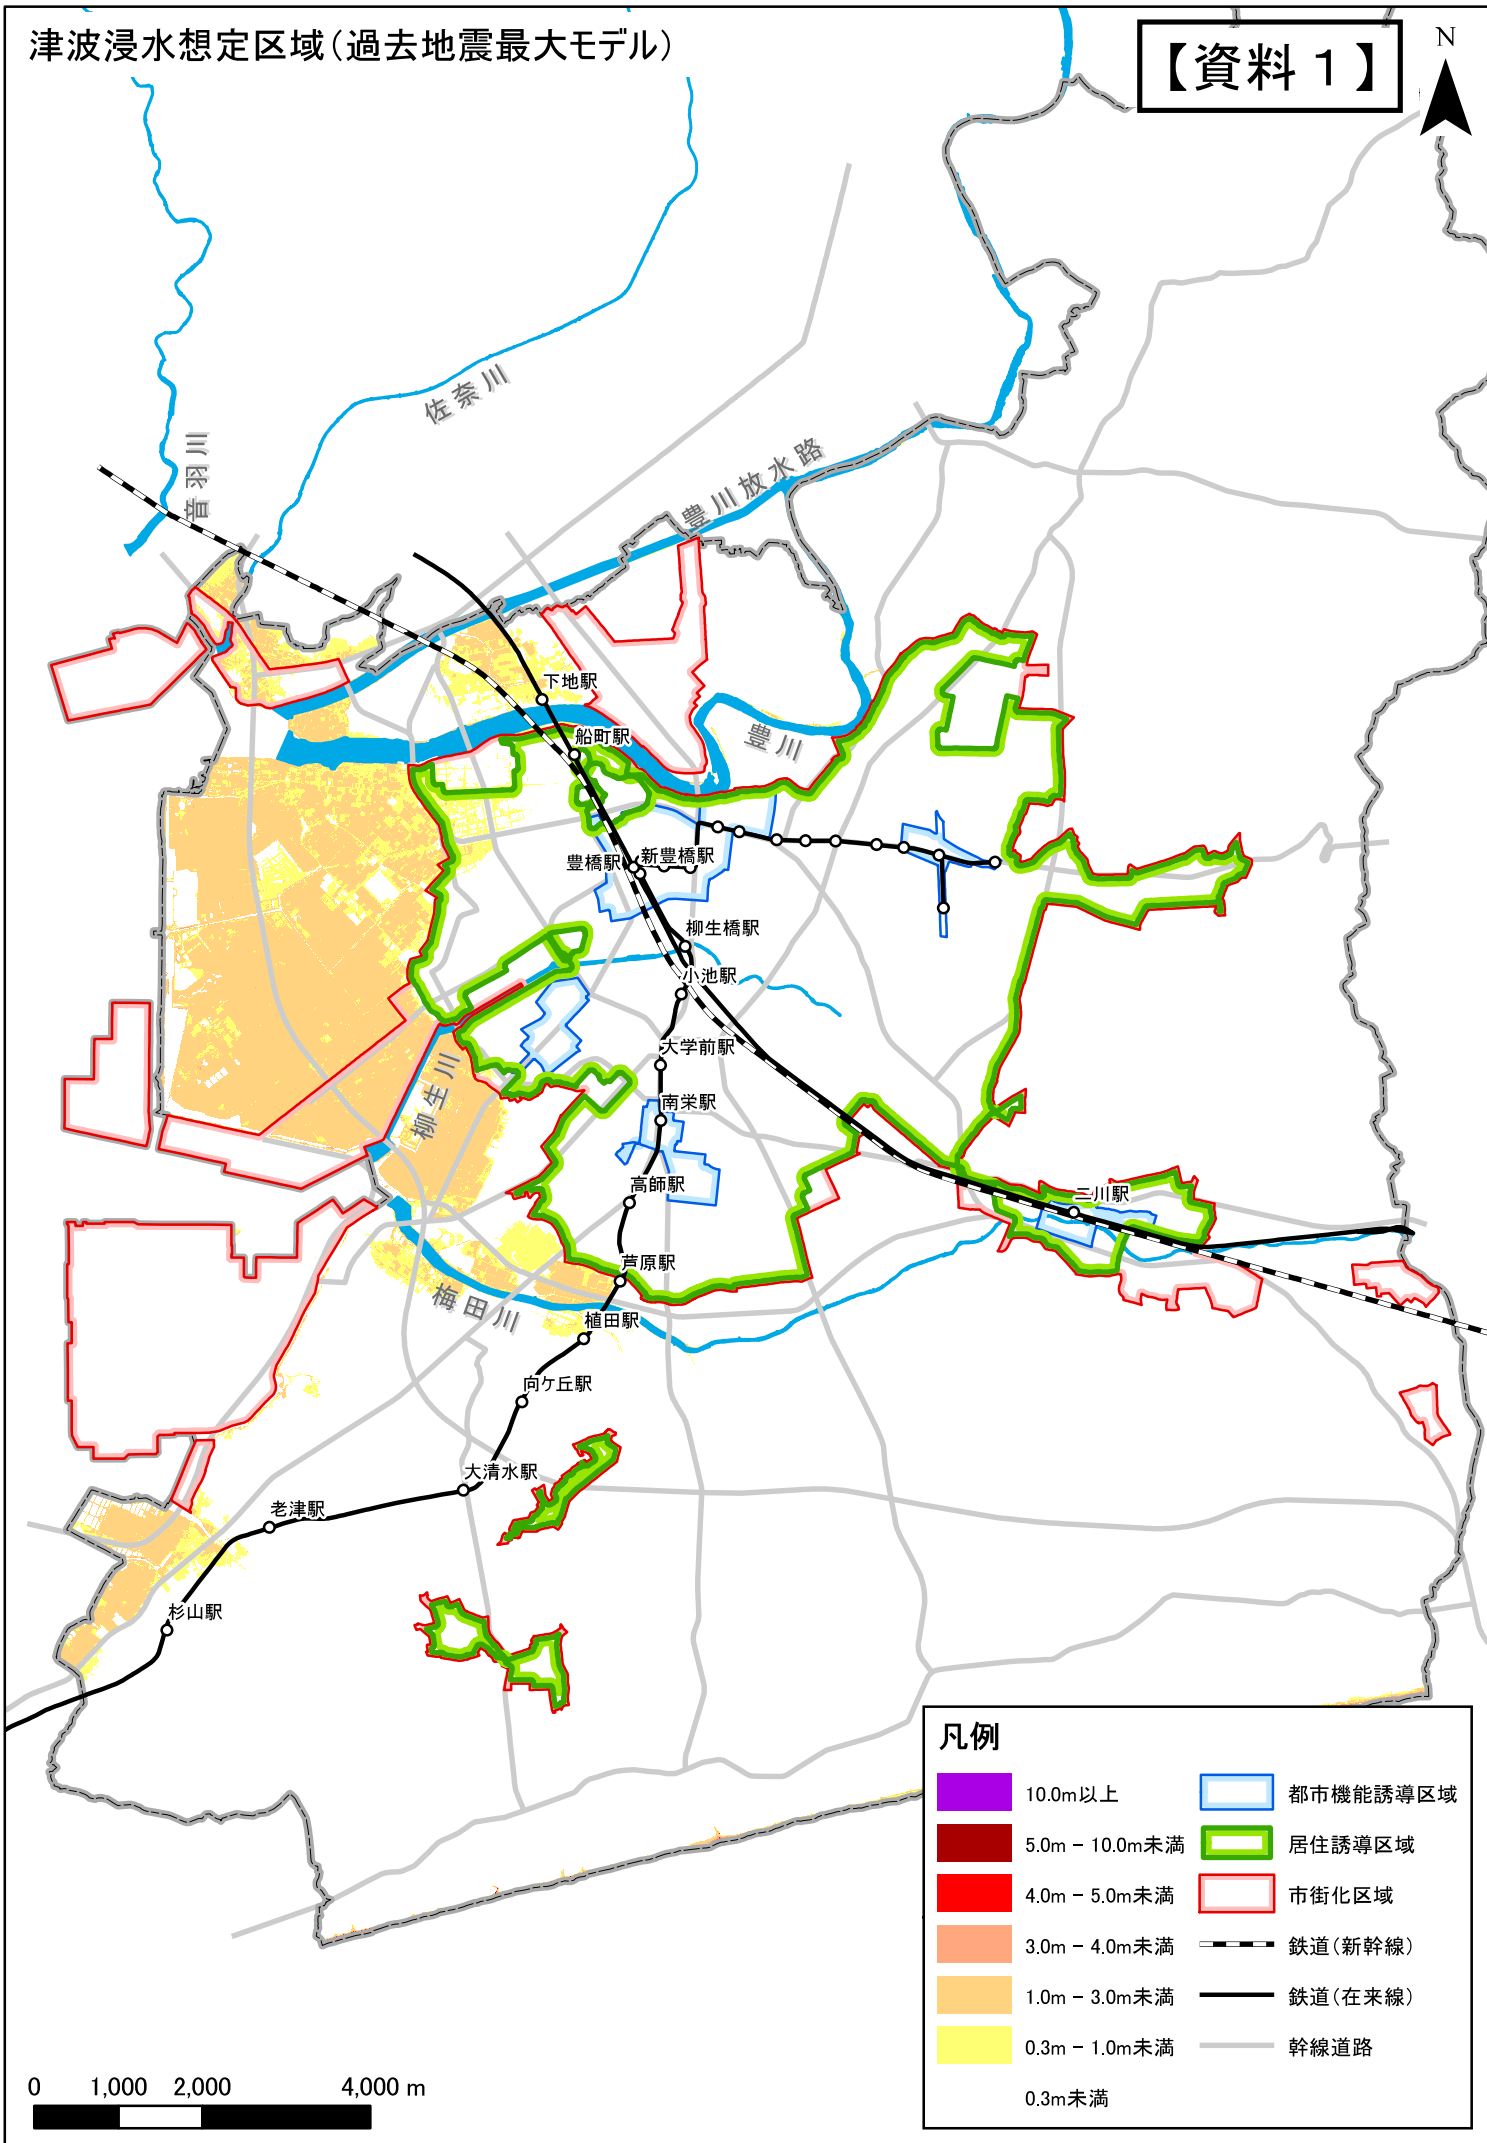 津波浸水想定区域(過去地震最大モデル)
【資料1】
N
佐奈川
音羽川
豊川放水路
下地駅
船町駅
豊川
新豊橋駅
豊橋駅
柳生橋駅
小池駅
大学前駅
柳生川
南栄駅
高師駅
二川駅
芦原駅
梅田川
植田駅
向ケ丘駅
大清水駅
老津駅
杉山駅
凡例
10.0m以上
都市機能誘導区域
5.0m - 10.0m未満
居住誘導区域
4.0m - 5.0m未満
市街化区域
3.0m - 4.0m未満
鉄道(新幹線)
1.0m - 3.0m未満
鉄道(在来線)
0.3m - 1.0m未満
幹線道路
0.3m未満
0 1,000 2,000 4,000 m